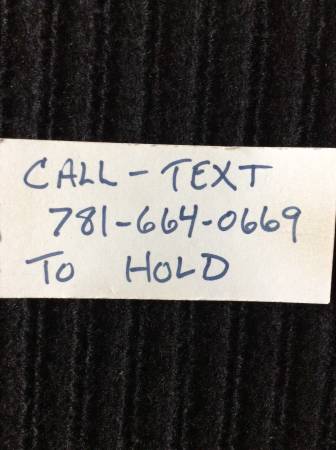 CALL - TEXT
781-664-0669
TO HOLD